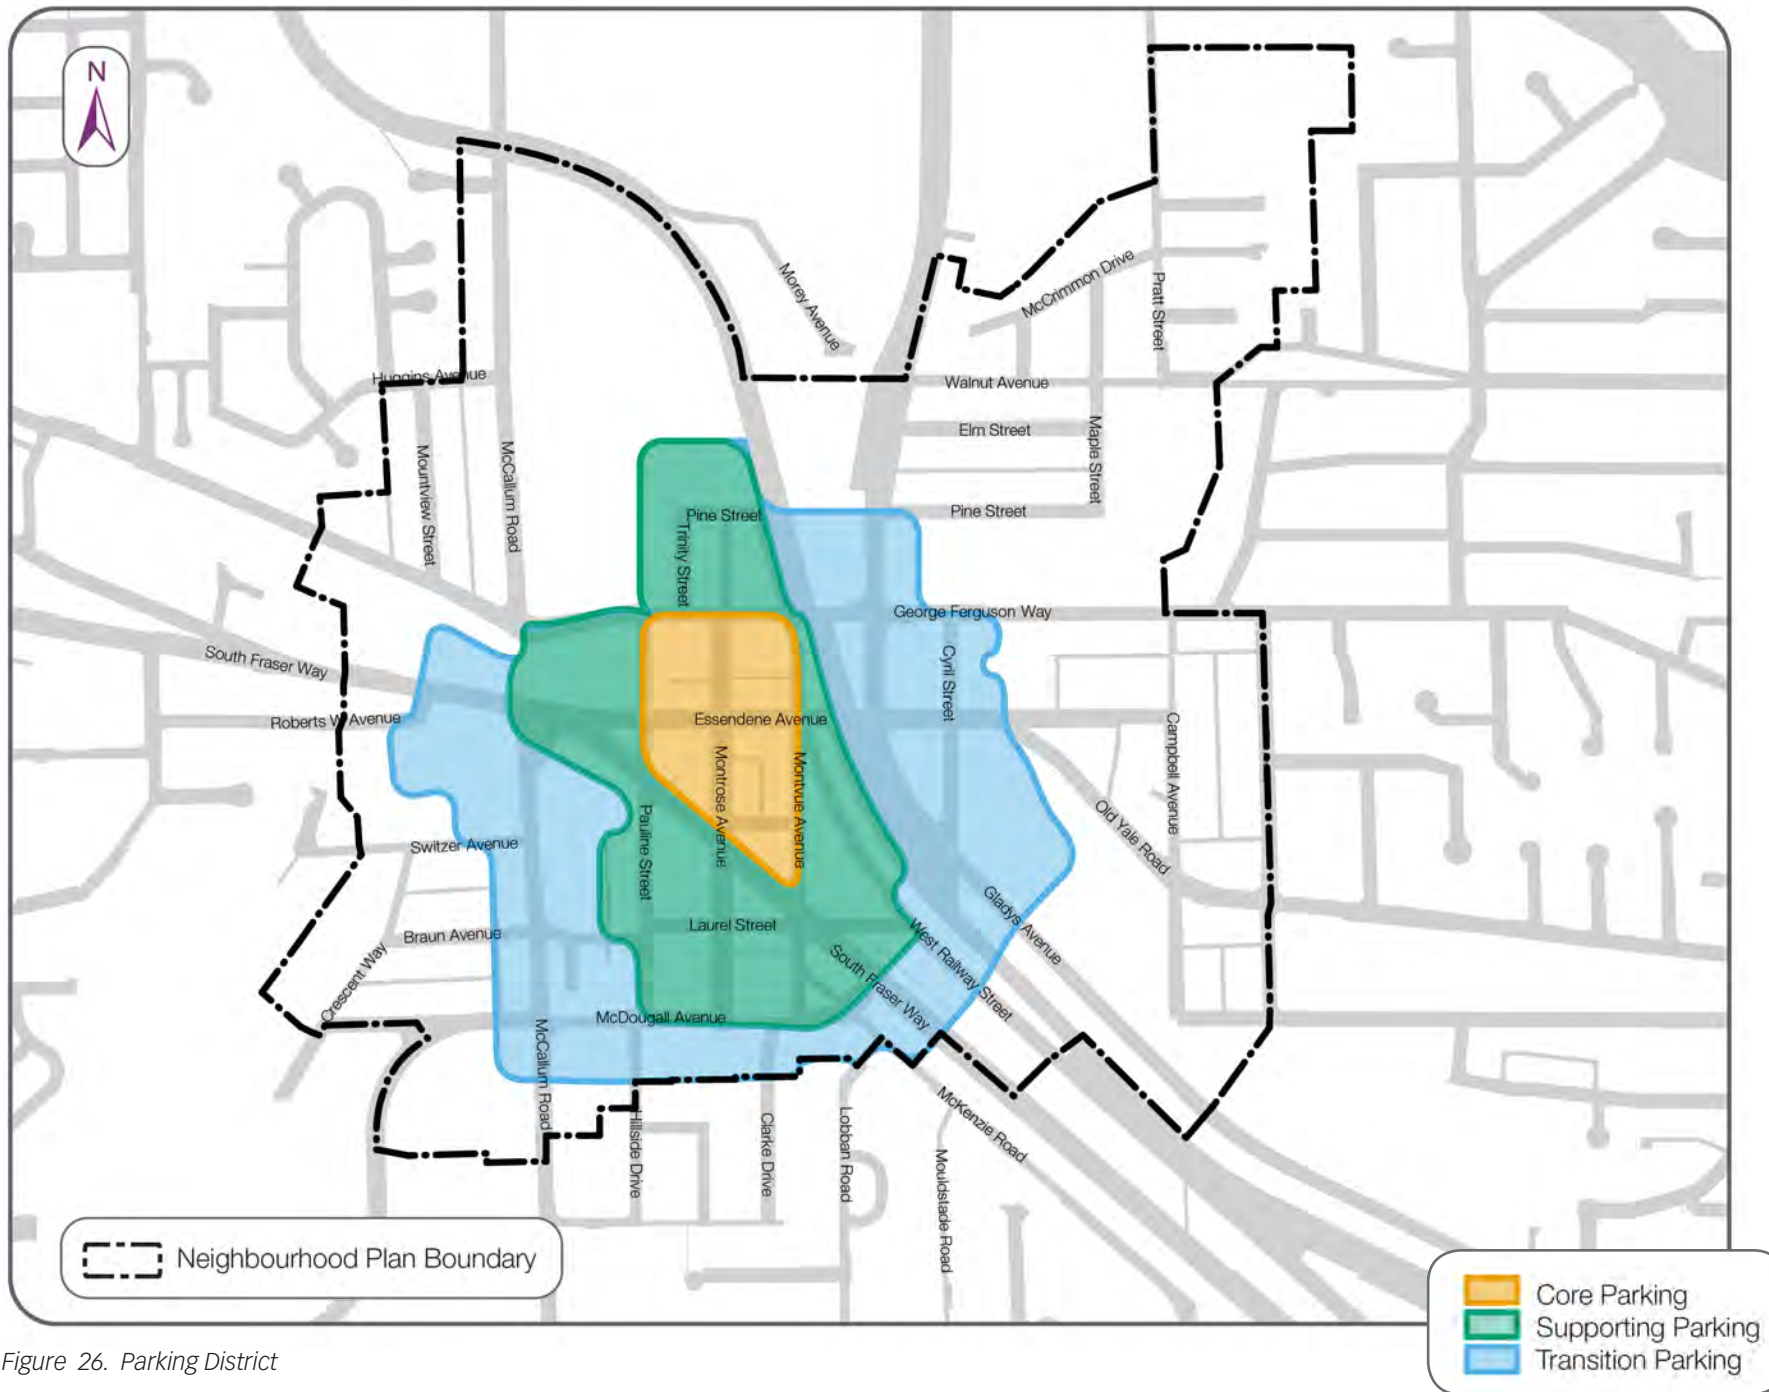 N
Morey Avenue
McCrimmon Drive
Pratt Street
Huggins Avenue
Walnut Avenue
Elm Street
Maple Street
Mountview Street
McCallum Road
Pine Street
Pine Street
Trinity Street
George Ferguson Way
South Fraser Way
Cyril Street
Roberts W Avenue
Essendene Avenue
Campbell Avenue
Montrose Avenue
Montvue Avenue
Pauline Street
Old Yale Road
Switzer Avenue
Gladys Avenue
Laurel Street
Braun Avenue
West Railway Street
South Fraser Way
Crescent Way
McDougall Avenue
McCallum Road
Hillside Drive
Clarke Drive
Lobban Road
McKenzie Road
Mouldstade Road
Neighbourhood Plan Boundary
Core Parking
Supporting Parking
Transition Parking
Figure 26. Parking District